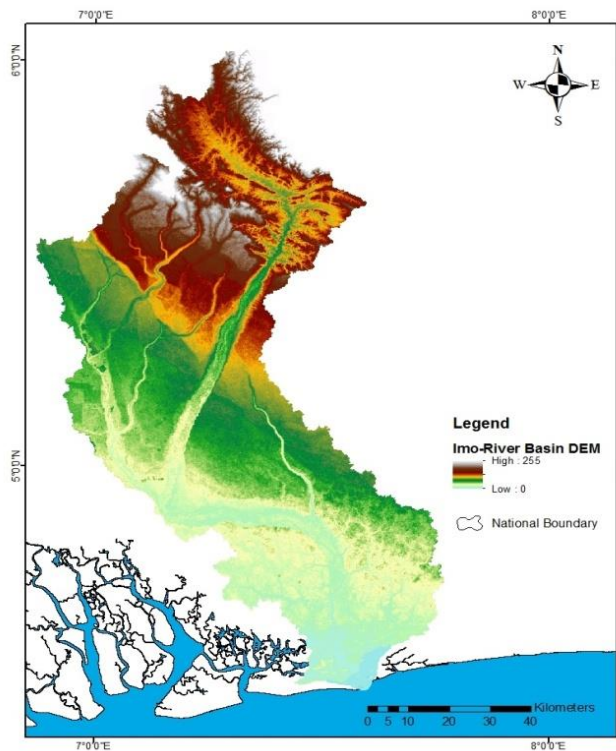 7°0'0"E
8°0'0"E
6°0'0"N
N
W
E
S
Legend
Imo-River Basin DEM
High : 255
Low : 0
National Boundary
5°0'0"N
Kilometers
0 5 10 20 30 40
7°0'0"E
8°0'0"E